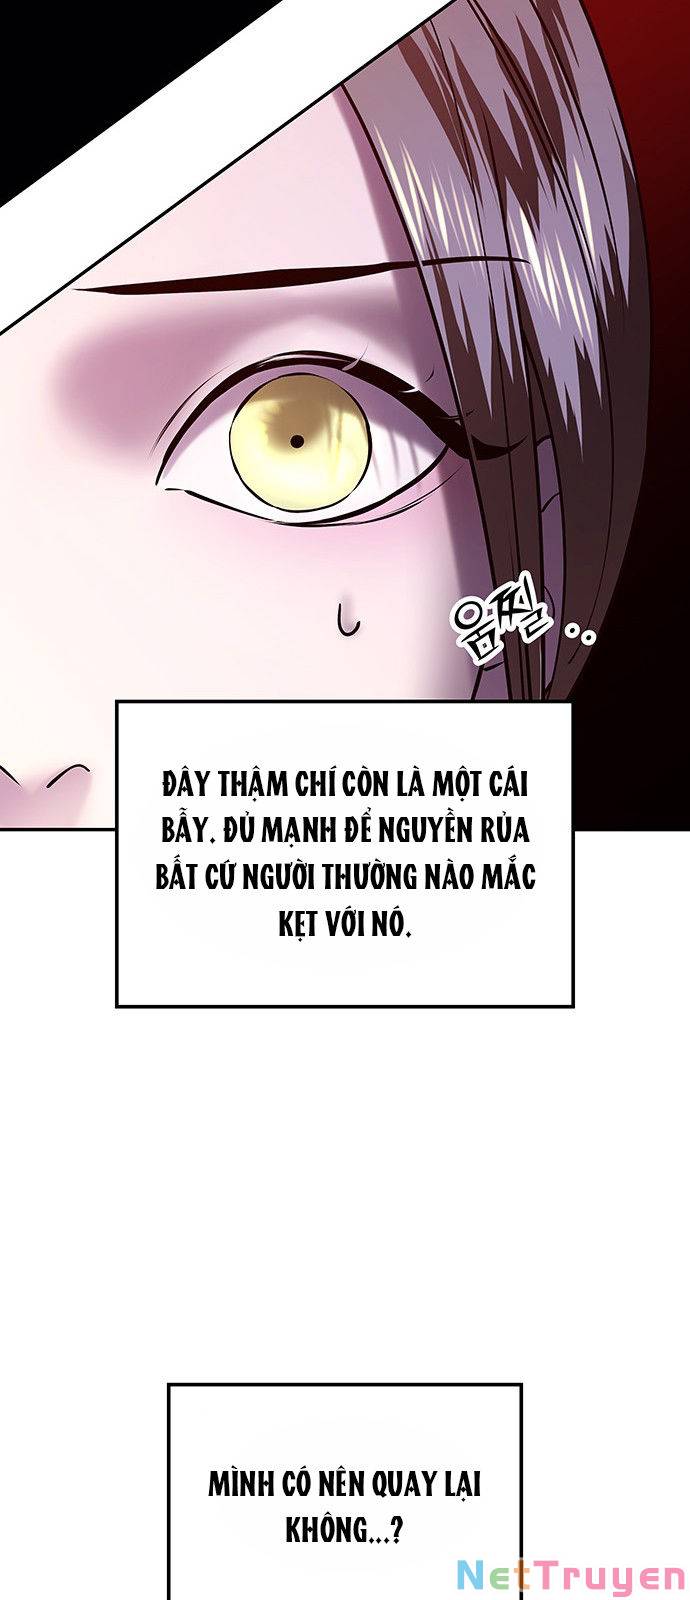 움찔..
ĐÂY THẬM CHÍ CÒN LÀ MỘT CÁI
BẪY. ĐỦ MẠNH ĐỂ NGUYỀN RỦA
BẤT CỨ NGƯỜI THƯỜNG NÀO MẮC
KẸT VỚI NÓ.
MÌNH CÓ NÊN QUAY LẠI
KHÔNG...?
NetTruyen